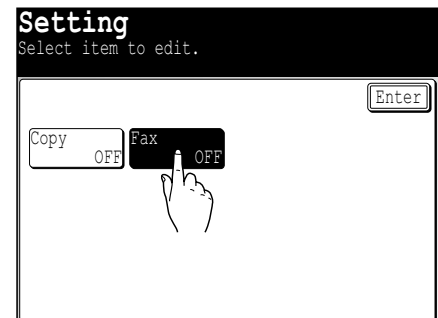 Setting
Select item to edit.
Enter
Copy
OFF
Fax
OFF